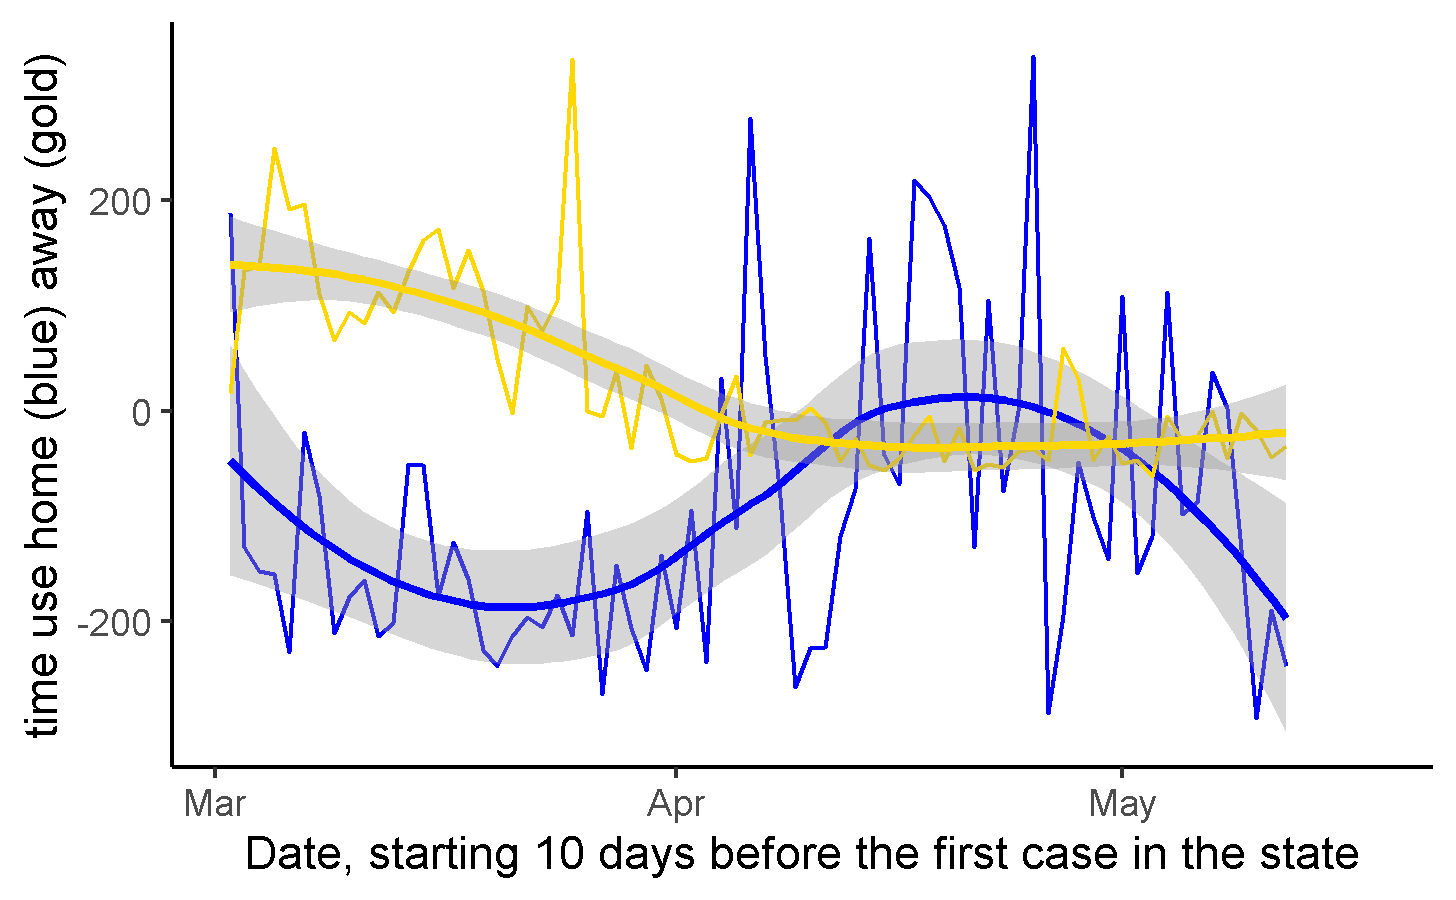 time use home (blue) away (gold)
200
0
-200
Mar
Apr
May
Date, starting 10 days before the first case in the state